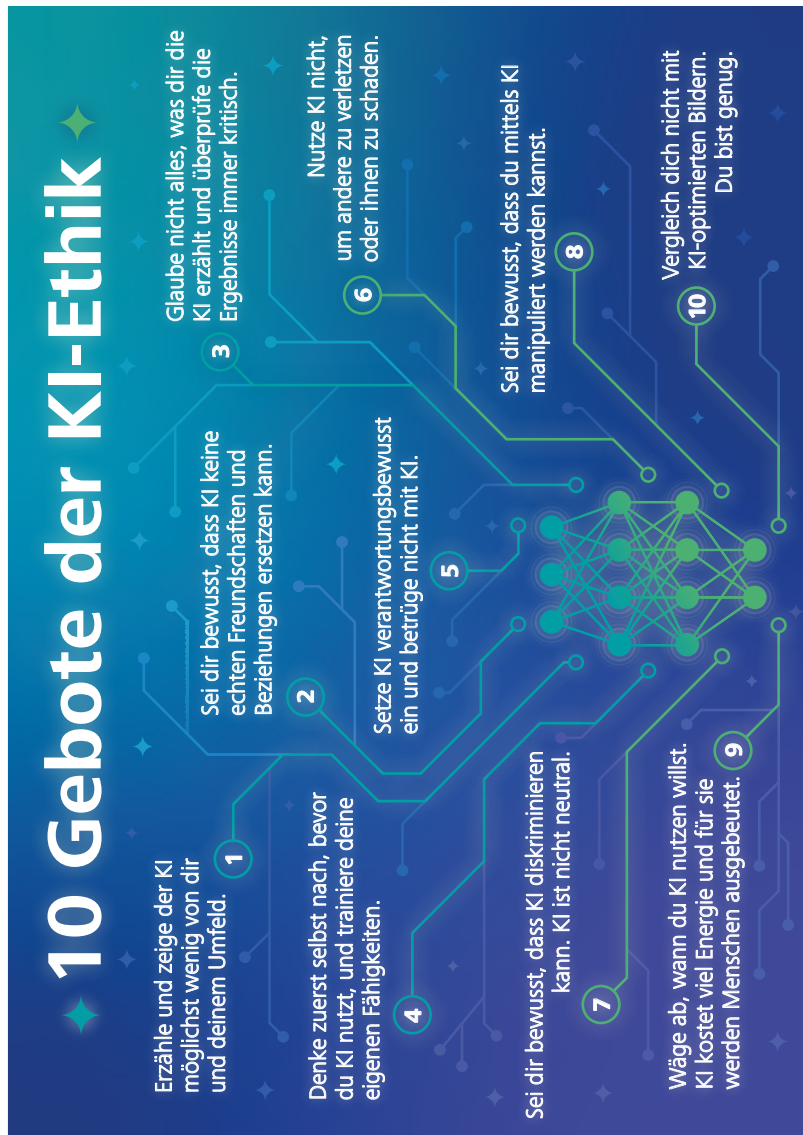 10 Gebote der KI-Ethik
Erzähle und zeige der KI
möglichst wenig von dir
und deinem Umfeld.
1
Sei dir bewusst, dass KI keine
echten Freundschaften und
Beziehungen ersetzen kann.
2
Glaube nicht alles, was dir die
KI erzählt und überprüfe die
Ergebnisse immer kritisch.
3
Denke zuerst selbst nach, bevor
du KI nutzt, und trainiere deine
eigenen Fähigkeiten.
4
Setze KI verantwortungsbewusst
ein und betrüge nicht mit KI.
5
Nutze KI nicht,
um andere zu verletzen
oder ihnen zu schaden.
6
Sei dir bewusst, dass KI diskriminieren
kann. KI ist nicht neutral.
7
Sei dir bewusst, dass du mittels KI
manipuliert werden kannst.
8
Wäge ab, wann du KI nutzen willst.
KI kostet viel Energie und für sie
werden Menschen ausgebeutet.
9
Vergleich dich nicht mit
KI-optimierten Bildern.
Du bist genug.
10